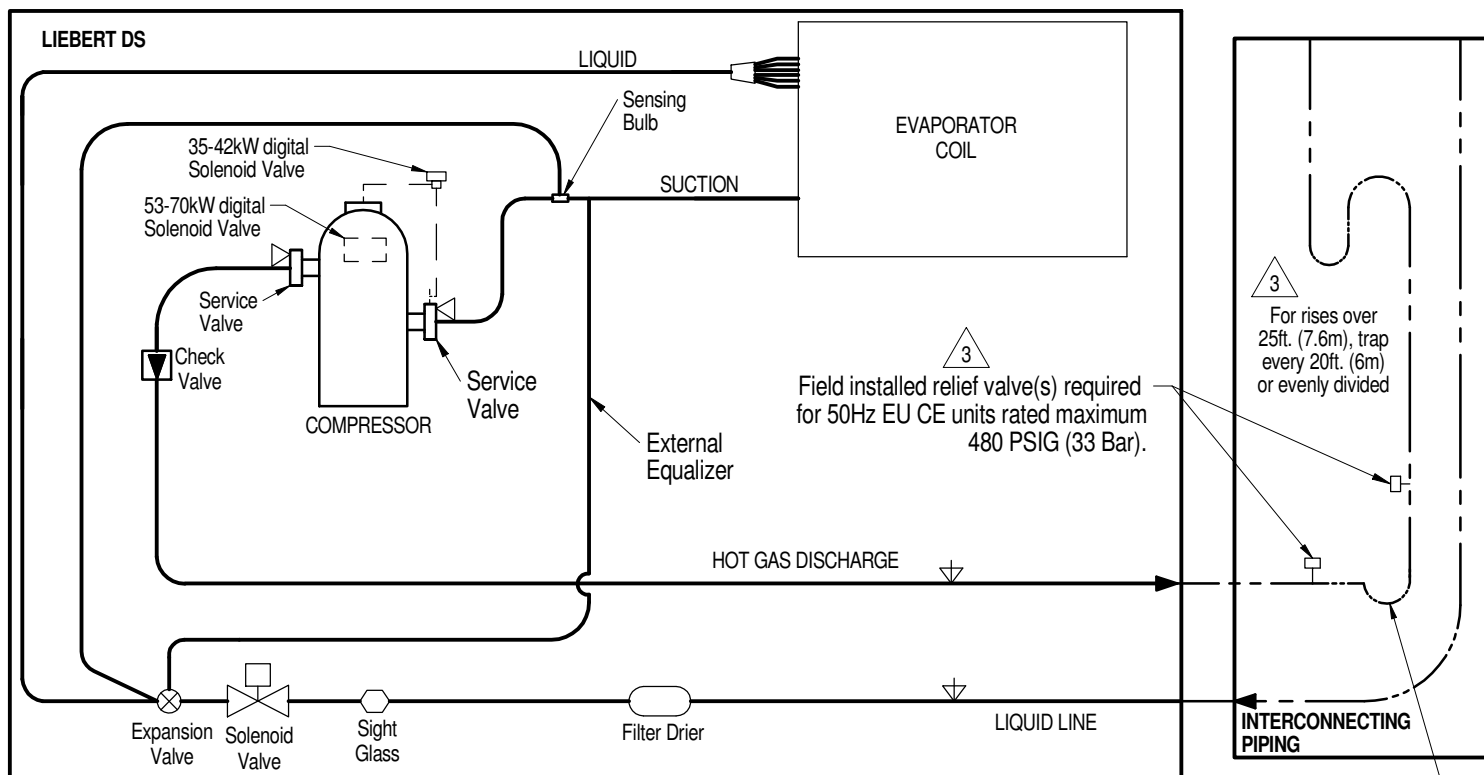 LIEBERT DS
LIQUID
Sensing
Bulb
EVAPORATOR
COIL
35-42kW digital
Solenoid Valve
SUCTION
53-70kW digital
Solenoid Valve
Service
Valve
Check
Valve
Service
Valve
COMPRESSOR
External
Equalizer
3
Field installed relief valve(s) required
for 50Hz EU CE units rated maximum
480 PSIG (33 Bar).
3
For rises over
25ft. (7.6m), trap
every 20ft. (6m)
or evenly divided
HOT GAS DISCHARGE
Expansion
Valve
Solenoid
Valve
Sight
Glass
Filter Drier
LIQUID LINE
INTERCONNECTING
PIPING